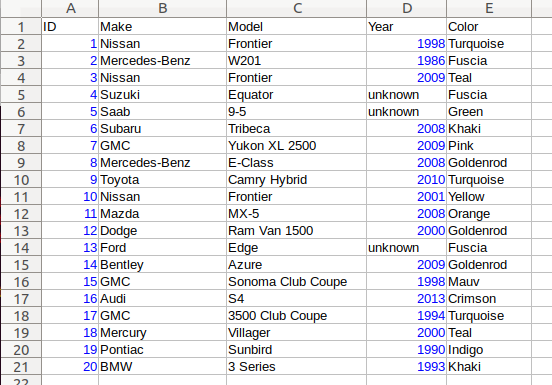 A B C D E
1 ID Make Model Year Color
2 1 Nissan Frontier 1998 Turquoise
3 2 Mercedes-Benz W201 1986 Fuscia
4 3 Nissan Frontier 2009 Teal
5 4 Suzuki Equator unknown Fuscia
6 5 Saab 9-5 unknown Green
7 6 Subaru Tribeca 2008 Khaki
8 7 GMC Yukon XL 2500 2009 Pink
9 8 Mercedes-Benz E-Class 2008 Goldenrod
10 9 Toyota Camry Hybrid 2010 Turquoise
11 10 Nissan Frontier 2001 Yellow
12 11 Mazda MX-5 2008 Orange
13 12 Dodge Ram Van 1500 2000 Goldenrod
14 13 Ford Edge unknown Fuscia
15 14 Bentley Azure 2009 Goldenrod
16 15 GMC Sonoma Club Coupe 1998 Mauv
17 16 Audi S4 2013 Crimson
18 17 GMC 3500 Club Coupe 1994 Turquoise
19 18 Mercury Villager 2000 Teal
20 19 Pontiac Sunbird 1990 Indigo
21 20 BMW 3 Series 1993 Khaki
22